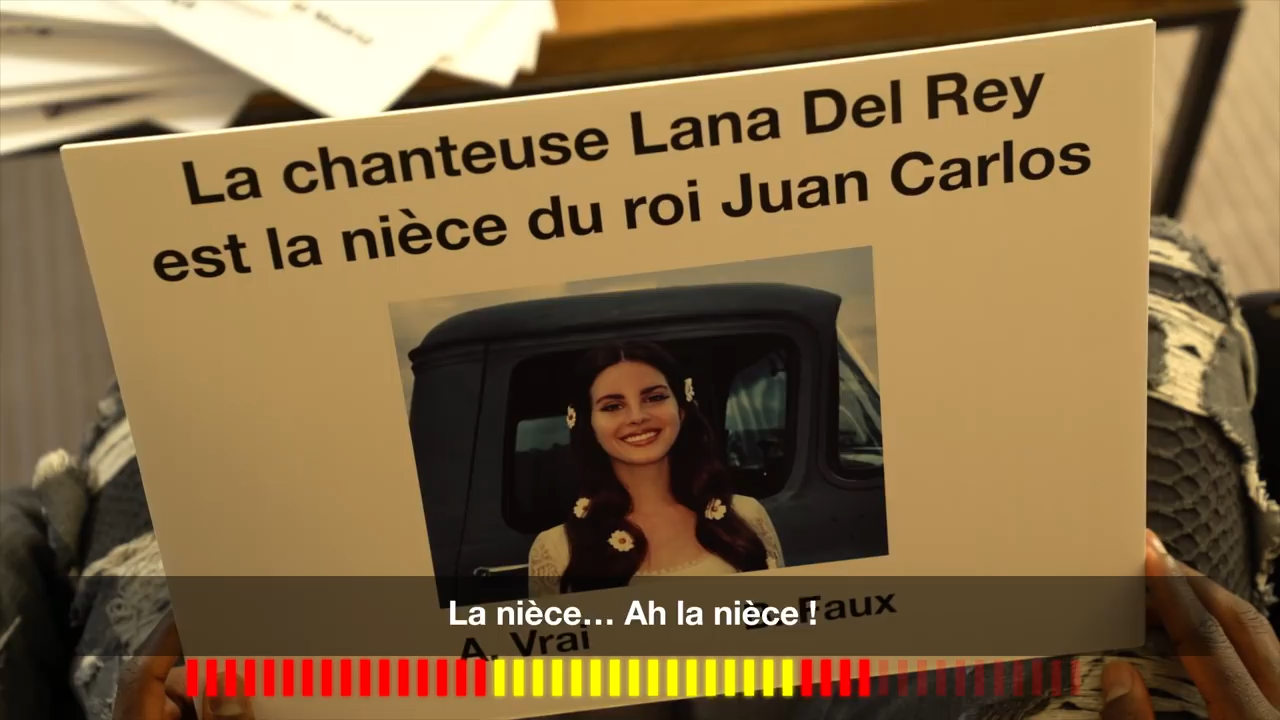 La chanteuse Lana Del Rey
est la nièce du roi Juan Carlos
La nièce… Ah la nièce !
A. Vrai
B. Faux